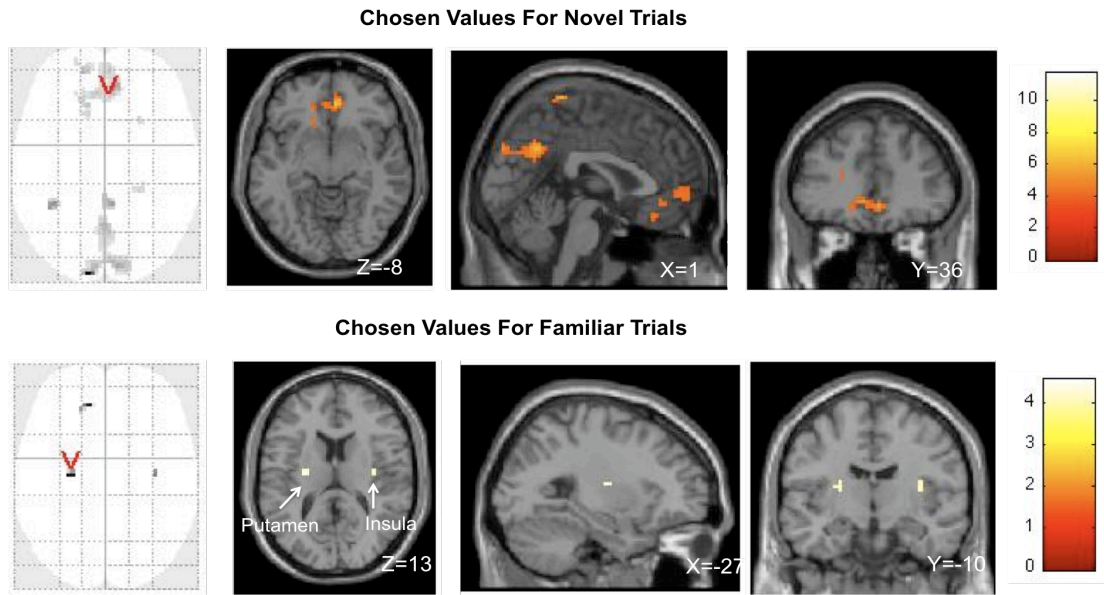 Chosen Values For Novel Trials
Z=-8
X=1
Y=36
10
8
6
4
2
0
Chosen Values For Familiar Trials
Putamen
Insula
Z=13
X=-27
Y=-10
4
3
2
1
0